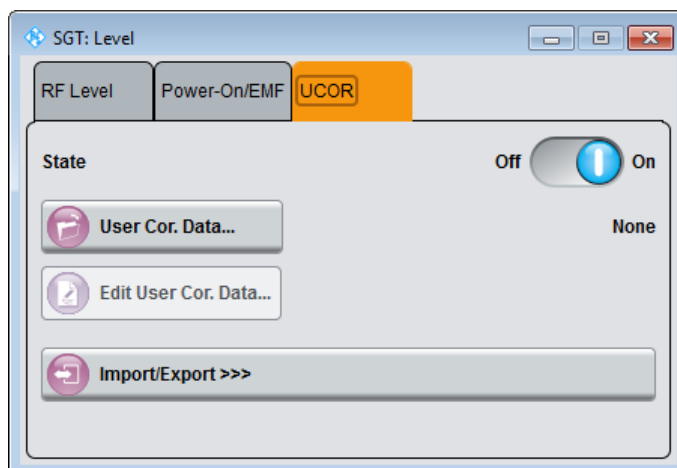 SGT: Level
RF Level Power-On/EMF UCOR
State Off On
User Cor. Data... None
Edit User Cor. Data...
Import/Export >>>